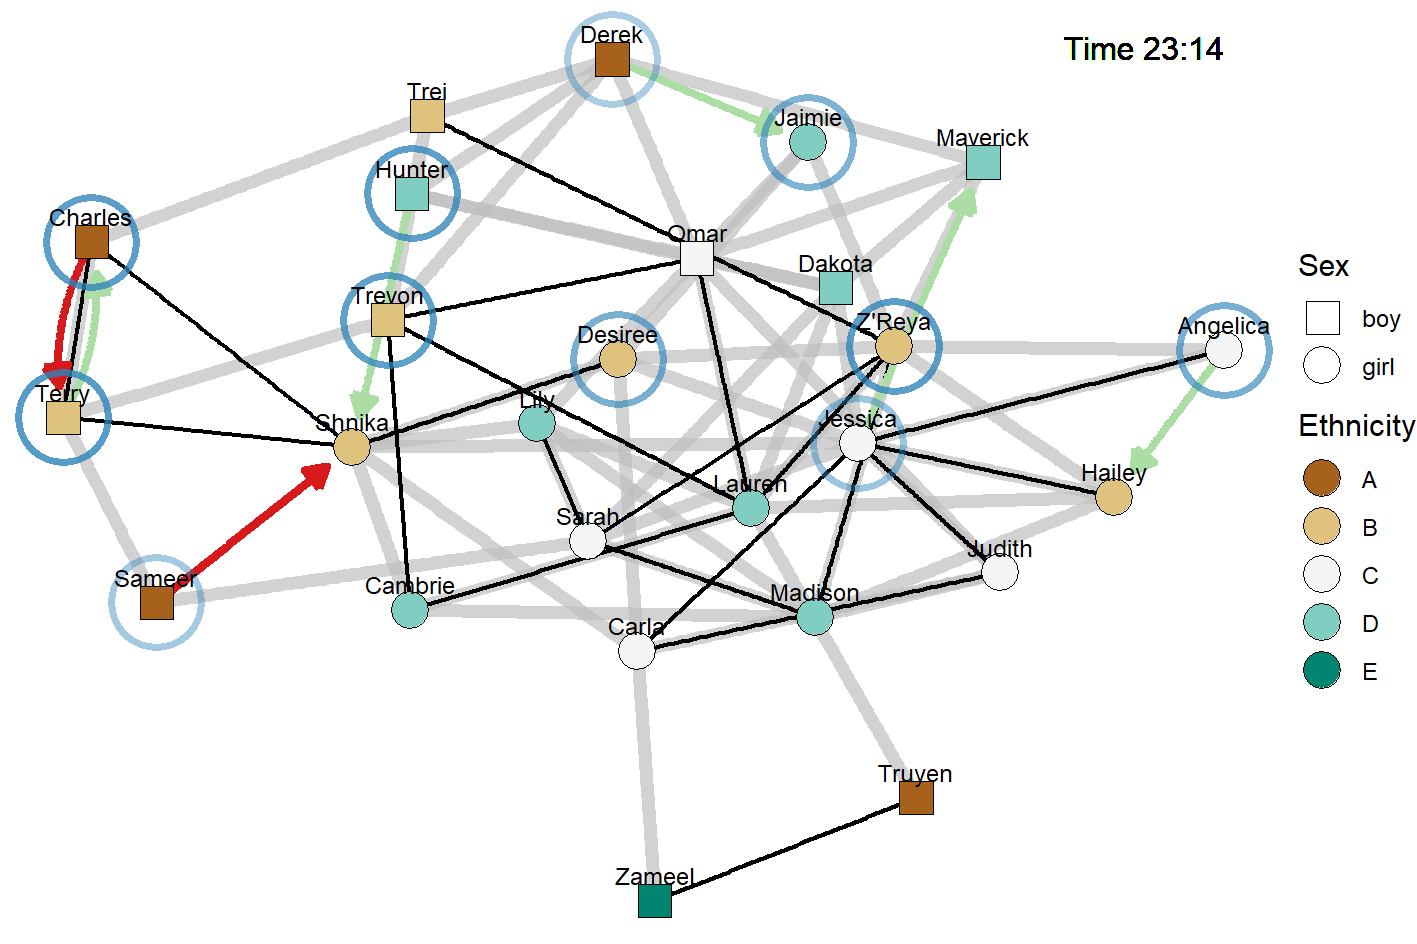 Derek
Time 23:14
Trej
Jaimie
Maverick
Hunter
Charles
Omar
Dakota
Sex
Trevon
Z'Reya
Angelica
boy
Desiree
girl
Terry
Lily
Shnika
Jessica
Ethnicity
Hailey
A
Lauren
Sarah
B
Judith
Sameer
Cambrie
Madison
C
Carla
D
E
Truyen
Zameel